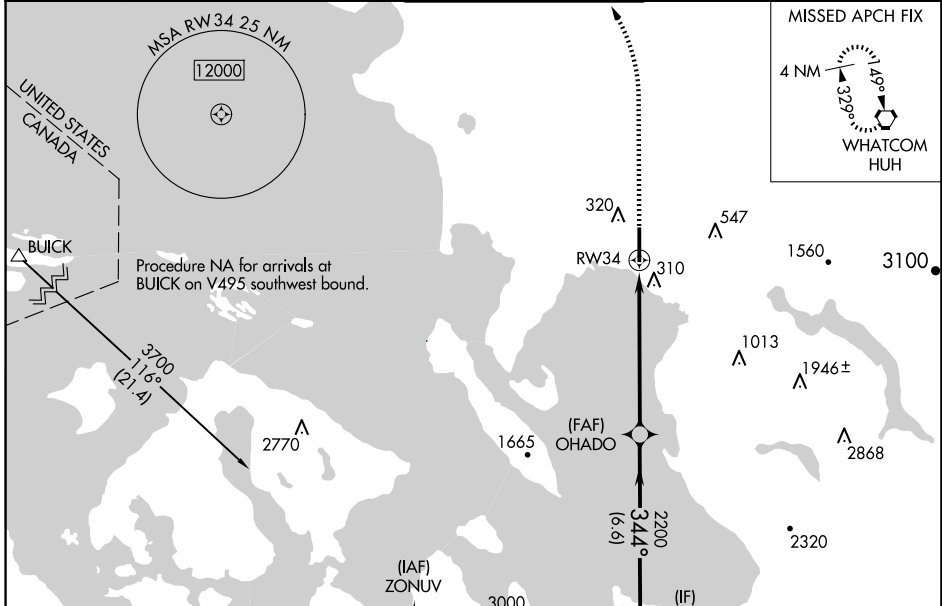 MSA RW34 25 NM
12000
MISSED APCH FIX
4 NM
149°
329°
WHATCOM
HUH
UNITED STATES
CANADA
BUICK
Procedure NA for arrivals at
BUICK on V495 southwest bound.
320
547
RW34
310
1560
3100
3700
116°
(21.4)
1013
1946±
2770
1665
(FAF)
OHADO
2868
2200
344°
(6.6)
2320
(IAF)
ZONUV
3000
(IF)